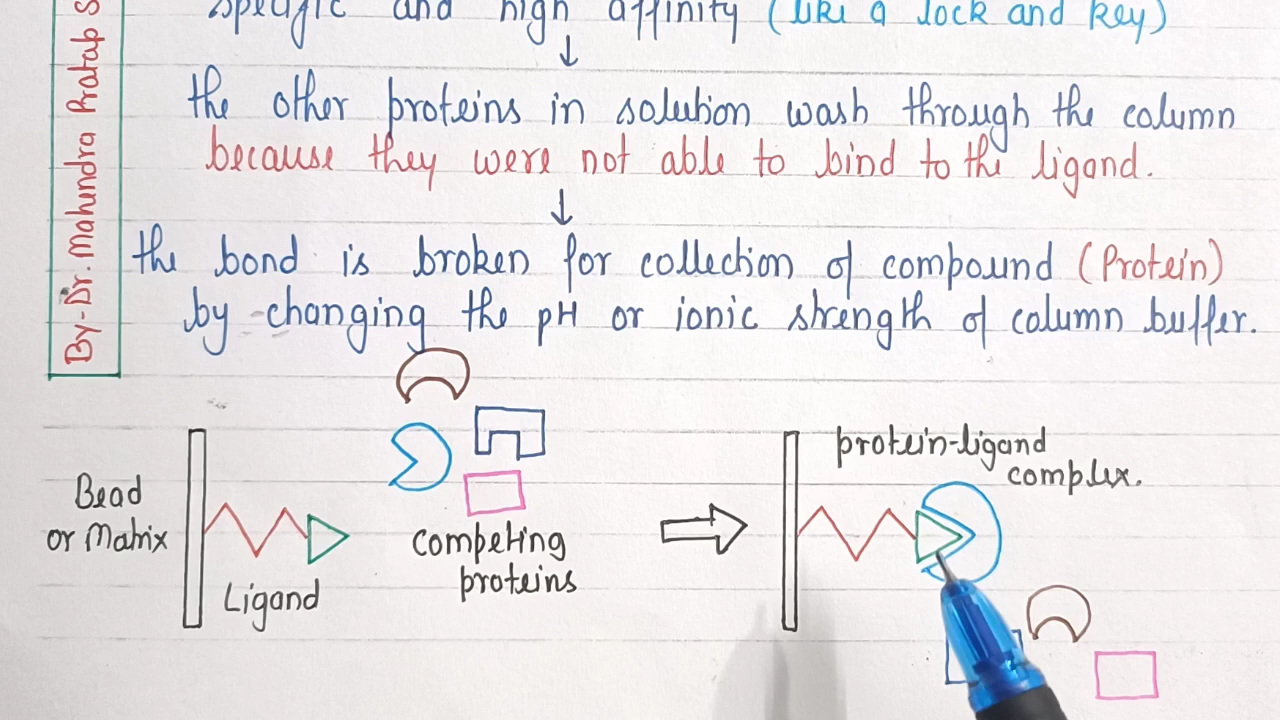 specific and high affinity (like a lock and key)
↓
the other proteins in solution wash through the column
because they were not able to bind to the ligand.
↓
the bond is broken for collection of compound (Protein)
by changing the pH or ionic strength of column buffer.
By-Dr. Mahendra Pratap S
Bead
or Matrix
Ligand
competing
proteins
protein-ligand
complex.